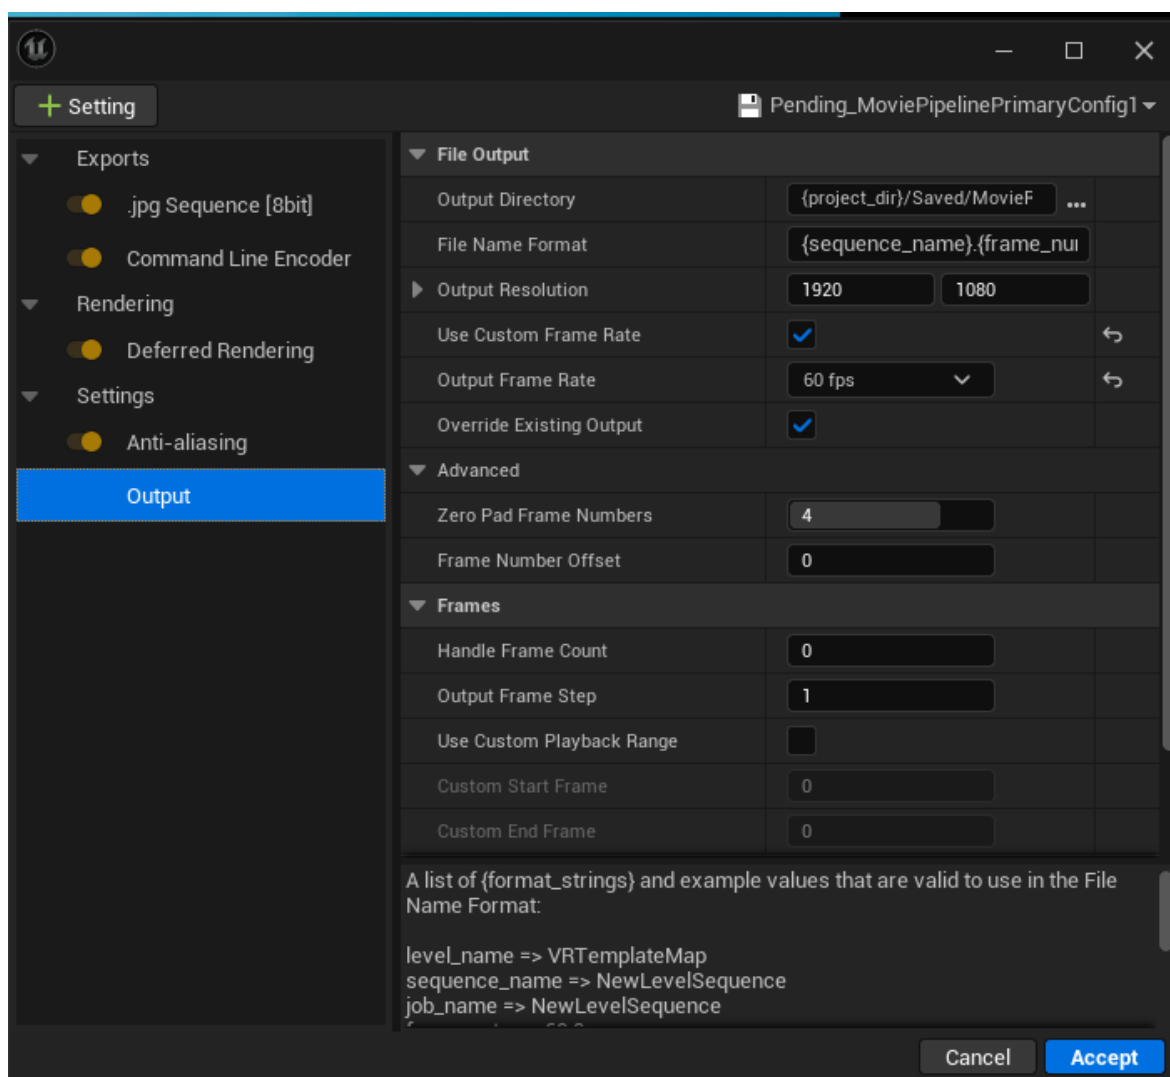 Setting
Pending_MoviePipelinePrimaryConfig1
Exports
.jpg Sequence [8bit]
Command Line Encoder
Rendering
Deferred Rendering
Settings
Anti-aliasing
Output
File Output
Output Directory {project_dir}/Saved/MovieF ...
File Name Format {sequence_name}.{frame_nu
Output Resolution 1920 1080
Use Custom Frame Rate
Output Frame Rate 60 fps
Override Existing Output
Advanced
Zero Pad Frame Numbers 4
Frame Number Offset 0
Frames
Handle Frame Count 0
Output Frame Step 1
Use Custom Playback Range
Custom Start Frame 0
Custom End Frame 0
A list of {format_strings} and example values that are valid to use in the File
Name Format:
level_name => VRTemplateMap
sequence_name => NewLevelSequence
job_name => NewLevelSequence
Cancel Accept